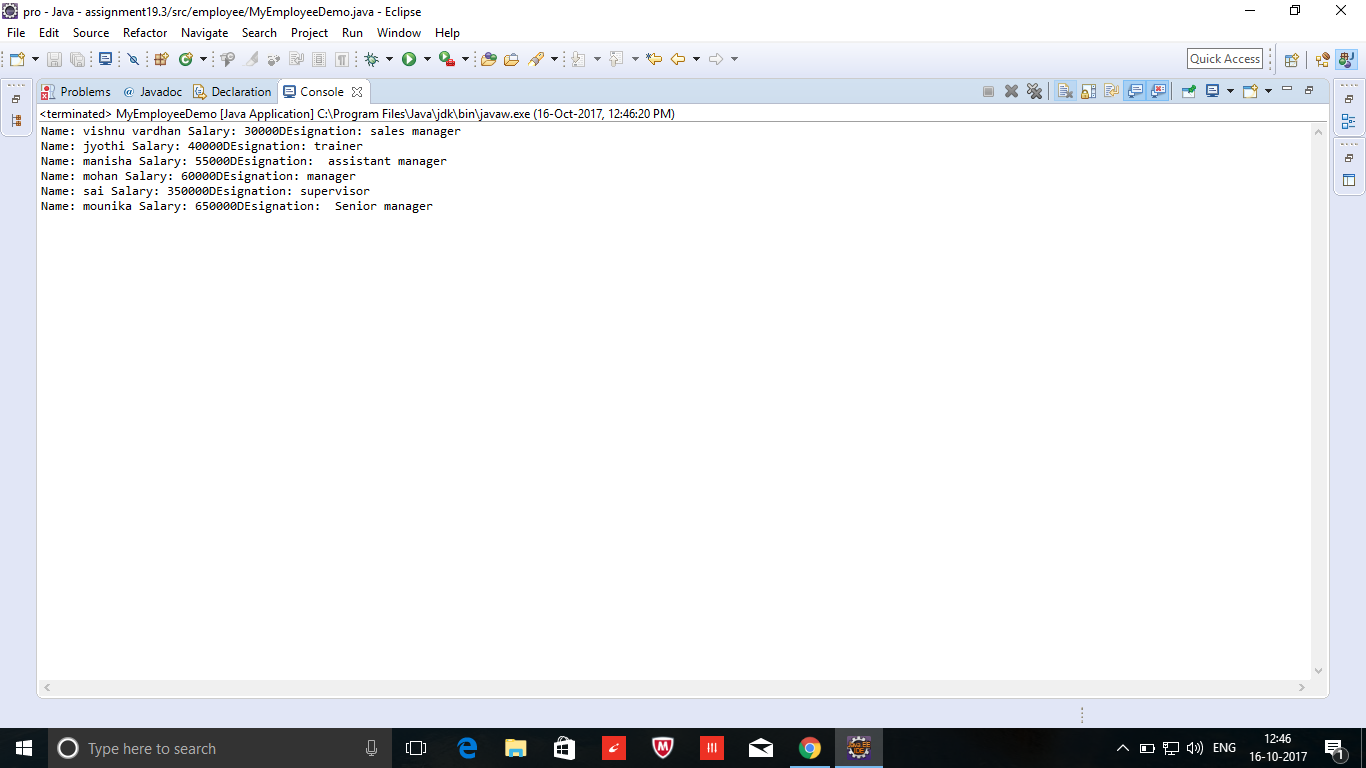 pro - Java - assignment19.3/src/employee/MyEmployeeDemo.java - Eclipse
File Edit Source Refactor Navigate Search Project Run Window Help
Quick Access
Problems @ Javadoc Declaration Console
<terminated> MyEmployeeDemo [Java Application] C:\Program Files\Java\jdk\bin\javaw.exe (16-Oct-2017, 12:46:20 PM)
Name: vishnu vardhan Salary: 30000DEsignation: sales manager
Name: jyothi Salary: 40000DEsignation: trainer
Name: manisha Salary: 55000DEsignation:  assistant manager
Name: mohan Salary: 60000DEsignation: manager
Name: sai Salary: 350000DEsignation: supervisor
Name: mounika Salary: 650000DEsignation:  Senior manager
Type here to search
ENG
12:46
16-10-2017
1